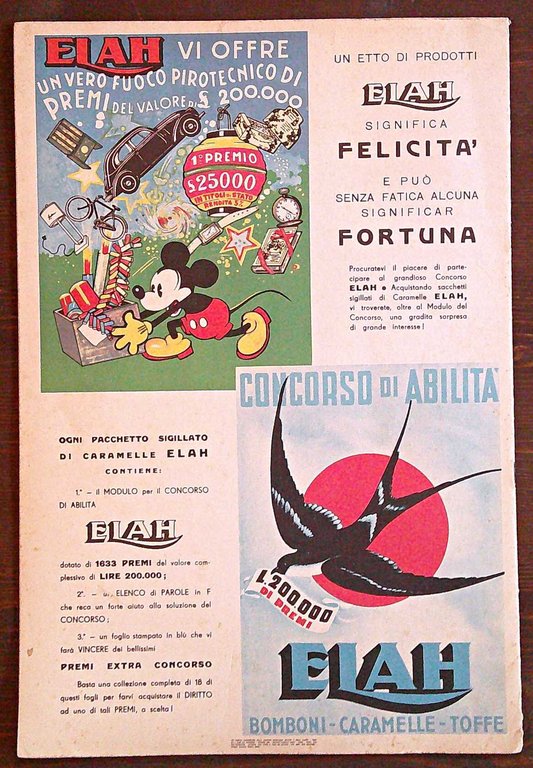 ELAH VI OFFRE
UN VERO FUOCO PIROTECNICO DI
PREMI DEL VALORE DI £ 200.000
1° PREMIO
£ 25000
IN TITOLI DI STATO
RENDITA 5%
UN ETTO DI PRODOTTI
ELAH
SIGNIFICA
FELICITA'
E PUÒ
SENZA FATICA ALCUNA
SIGNIFICAR
FORTUNA
Procuratevi il piacere di parte-
cipare al grandioso Concorso
ELAH e Acquistando sacchetti
sigillati di Caramelle ELAH,
vi troverete, oltre al Modulo del
Concorso, una gradita sorpresa
di grande interesse!
OGNI PACCHETTO SIGILLATO
DI CARAMELLE ELAH
CONTIENE:
1.° – il MODULO per il CONCORSO
DI ABILITA
ELAH
dotato di 1633 PREMI del valore com-
plessivo di LIRE 200.000;
2.° – un ELENCO di PAROLE in F
che reca un forte aiuto alla soluzione del
CONCORSO;
3.° – un foglio stampato in blù che vi
farà VINCERE dei bellissimi
PREMI EXTRA CONCORSO
Basta una collezione completa di 18 di
questi fogli per farvi acquistare il DIRITTO
ad uno di tali PREMI, a scelta!
CONCORSO DI ABILITA'
L. 200.000
DI PREMI
ELAH
BOMBONI - CARAMELLE - TOFFE